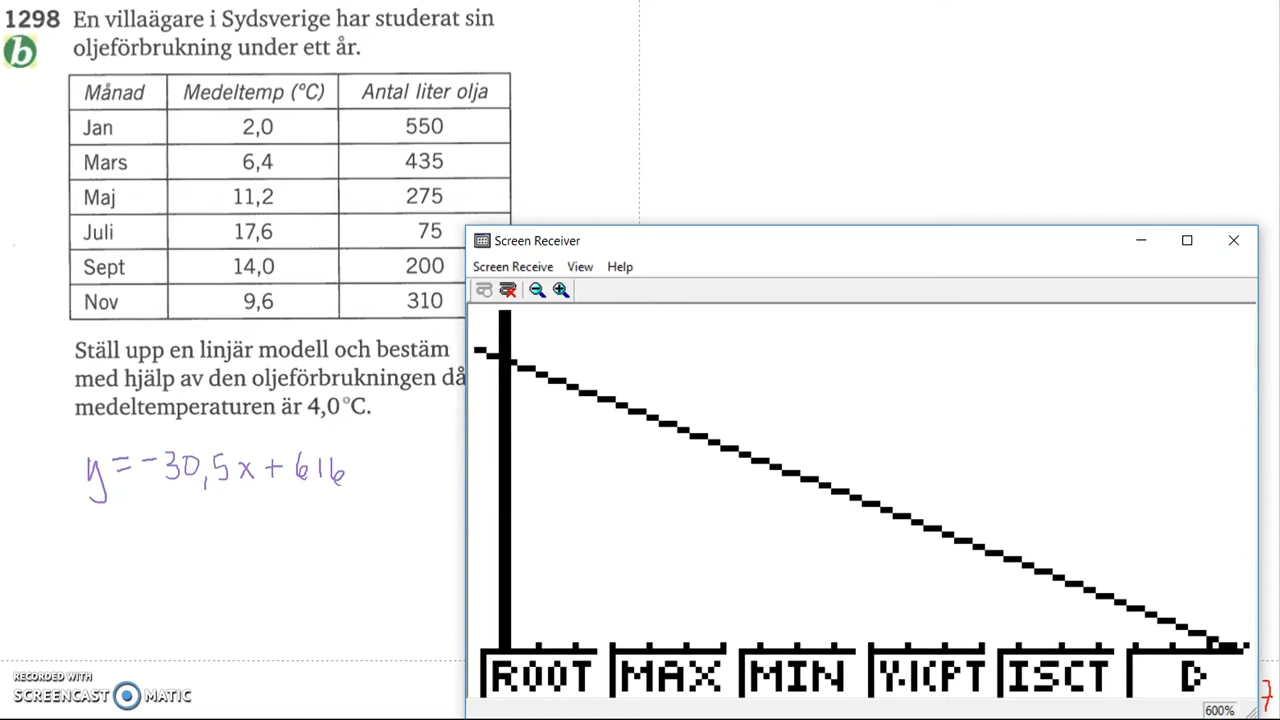 1298 En villaägare i Sydsverige har studerat sin
b oljeförbrukning under ett år.
Månad Medeltemp (°C) Antal liter olja
Jan 2,0 550
Mars 6,4 435
Maj 11,2 275
Juli 17,6 75
Sept 14,0 200
Nov 9,6 310
Ställ upp en linjär modell och bestäm
med hjälp av den oljeförbrukningen då
medeltemperaturen är 4,0 °C.
y = -30,5x + 616
Screen Receiver
Screen Receive View Help
ROOT MAX MIN Y-ICPT ISCT
600%
7
RECORDED WITH
SCREENCAST MATIC